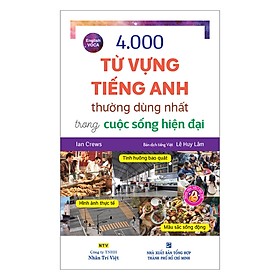 English
VOCA
4.000
TỪ VỰNG
TIẾNG ANH
thường dùng nhất
trong cuộc sống hiện đại
Ian Crews
Bản dịch tiếng Việt Lê Huy Lâm
Tình huống bao quát
Hình ảnh thực tế
Màu sắc sống động
NTV
Công ty TNHH
Nhân Trí Việt
NHÀ XUẤT BẢN TỔNG HỢP
THÀNH PHỐ HỒ CHÍ MINH